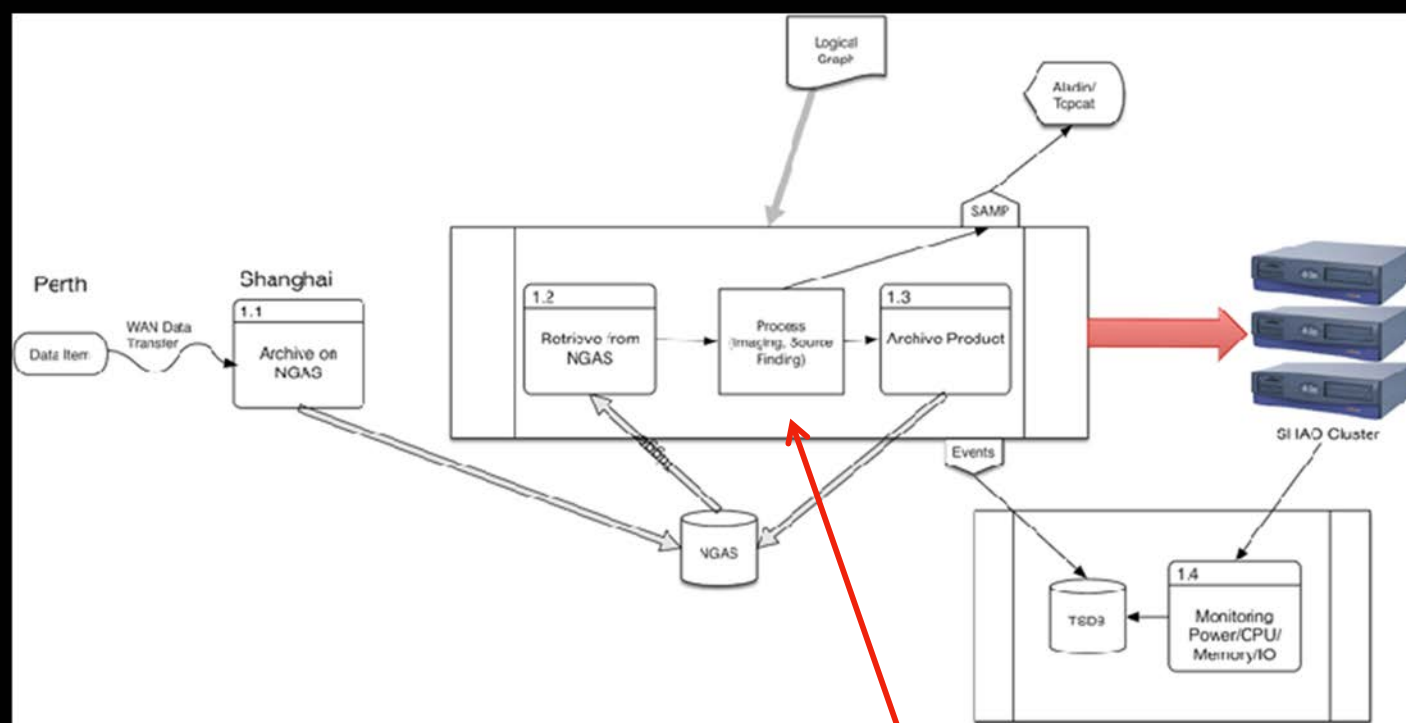 Logical
Graph
Aladin/
Topcat
SAMP
Perth
Shanghai
1.1
Archive on
NGAS
Data Item
WAN Data
Transfer
1.2
Retrieve from
NGAS
Process
(Imaging, Source
Finding)
1.3
Archive Product
SHAO Cluster
Events
NGAS
TSDB
1.4
Monitoring
Power/CPU/
Memory/IO